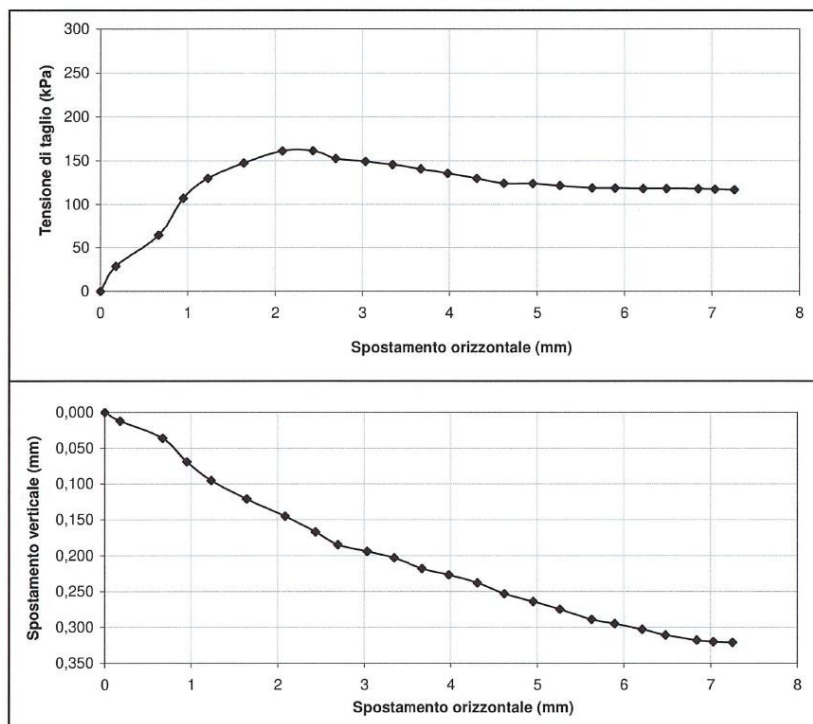 300
250
200
150
100
50
0
Tensione di taglio (kPa)
0 1 2 3 4 5 6 7 8
Spostamento orizzontale (mm)
0,000
0,050
0,100
0,150
0,200
0,250
0,300
0,350
Spostamento verticale (mm)
0 1 2 3 4 5 6 7 8
Spostamento orizzontale (mm)